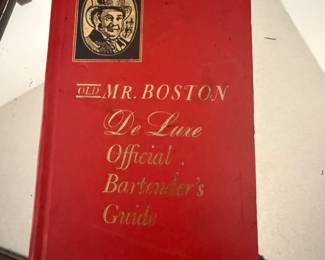 OLD MR. BOSTON
De Luxe
Official
Bartender's
Guide